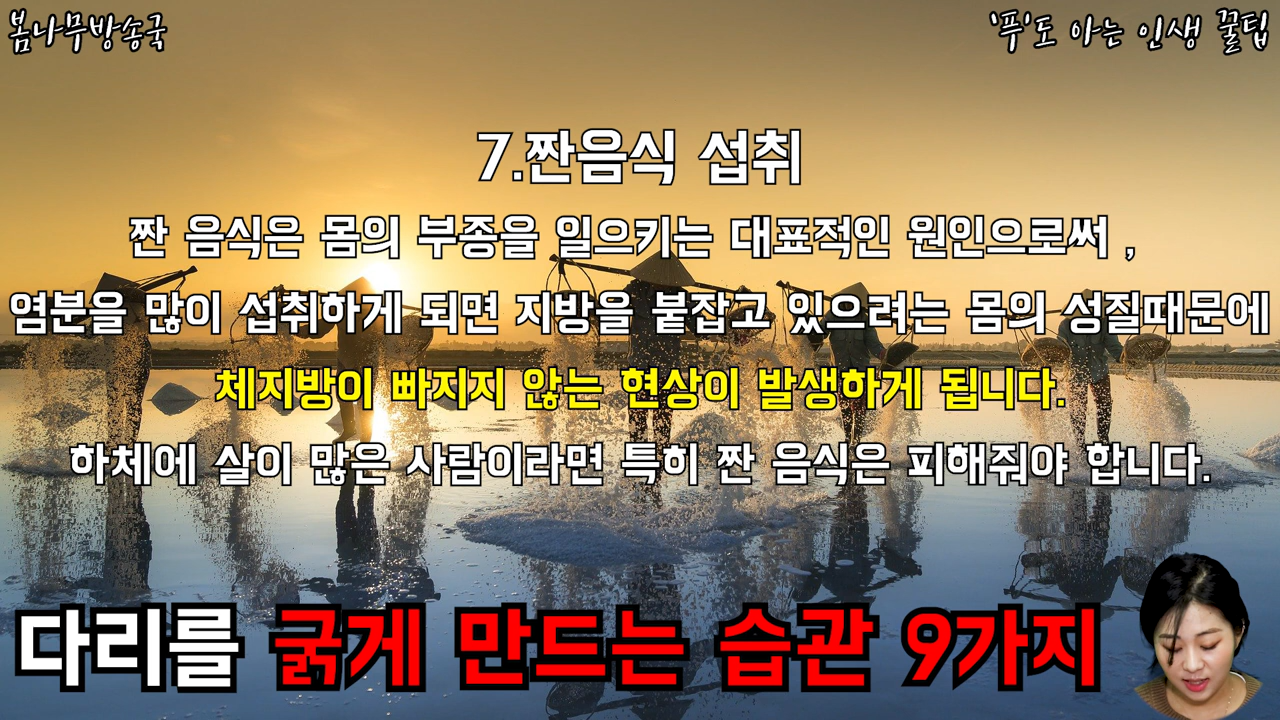 봄나무방송국
'푸'도 아는 인생 꿀팁
7.짠음식 섭취
짠 음식은 몸의 부종을 일으키는 대표적인 원인으로써 ,
염분을 많이 섭취하게 되면 지방을 붙잡고 있으려는 몸의 성질때문에
체지방이 빠지지 않는 현상이 발생하게 됩니다.
하체에 살이 많은 사람이라면 특히 짠 음식은 피해줘야 합니다.
다리를 굵게 만드는 습관 9가지